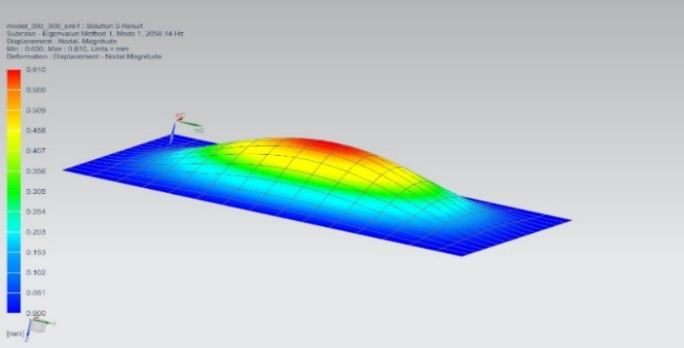 model_300_300_sim1 : Solution 3 Result
Subcase - Eigenvalue Method 1, Mode 1, 2058.14 Hz
Displacement - Nodal, Magnitude
Min : 0.000, Max : 0.610, Units = mm
Deformation : Displacement - Nodal Magnitude
0.610
0.559
0.509
0.458
0.407
0.356
0.305
0.254
0.203
0.153
0.102
0.051
0.000
[mm]
YC